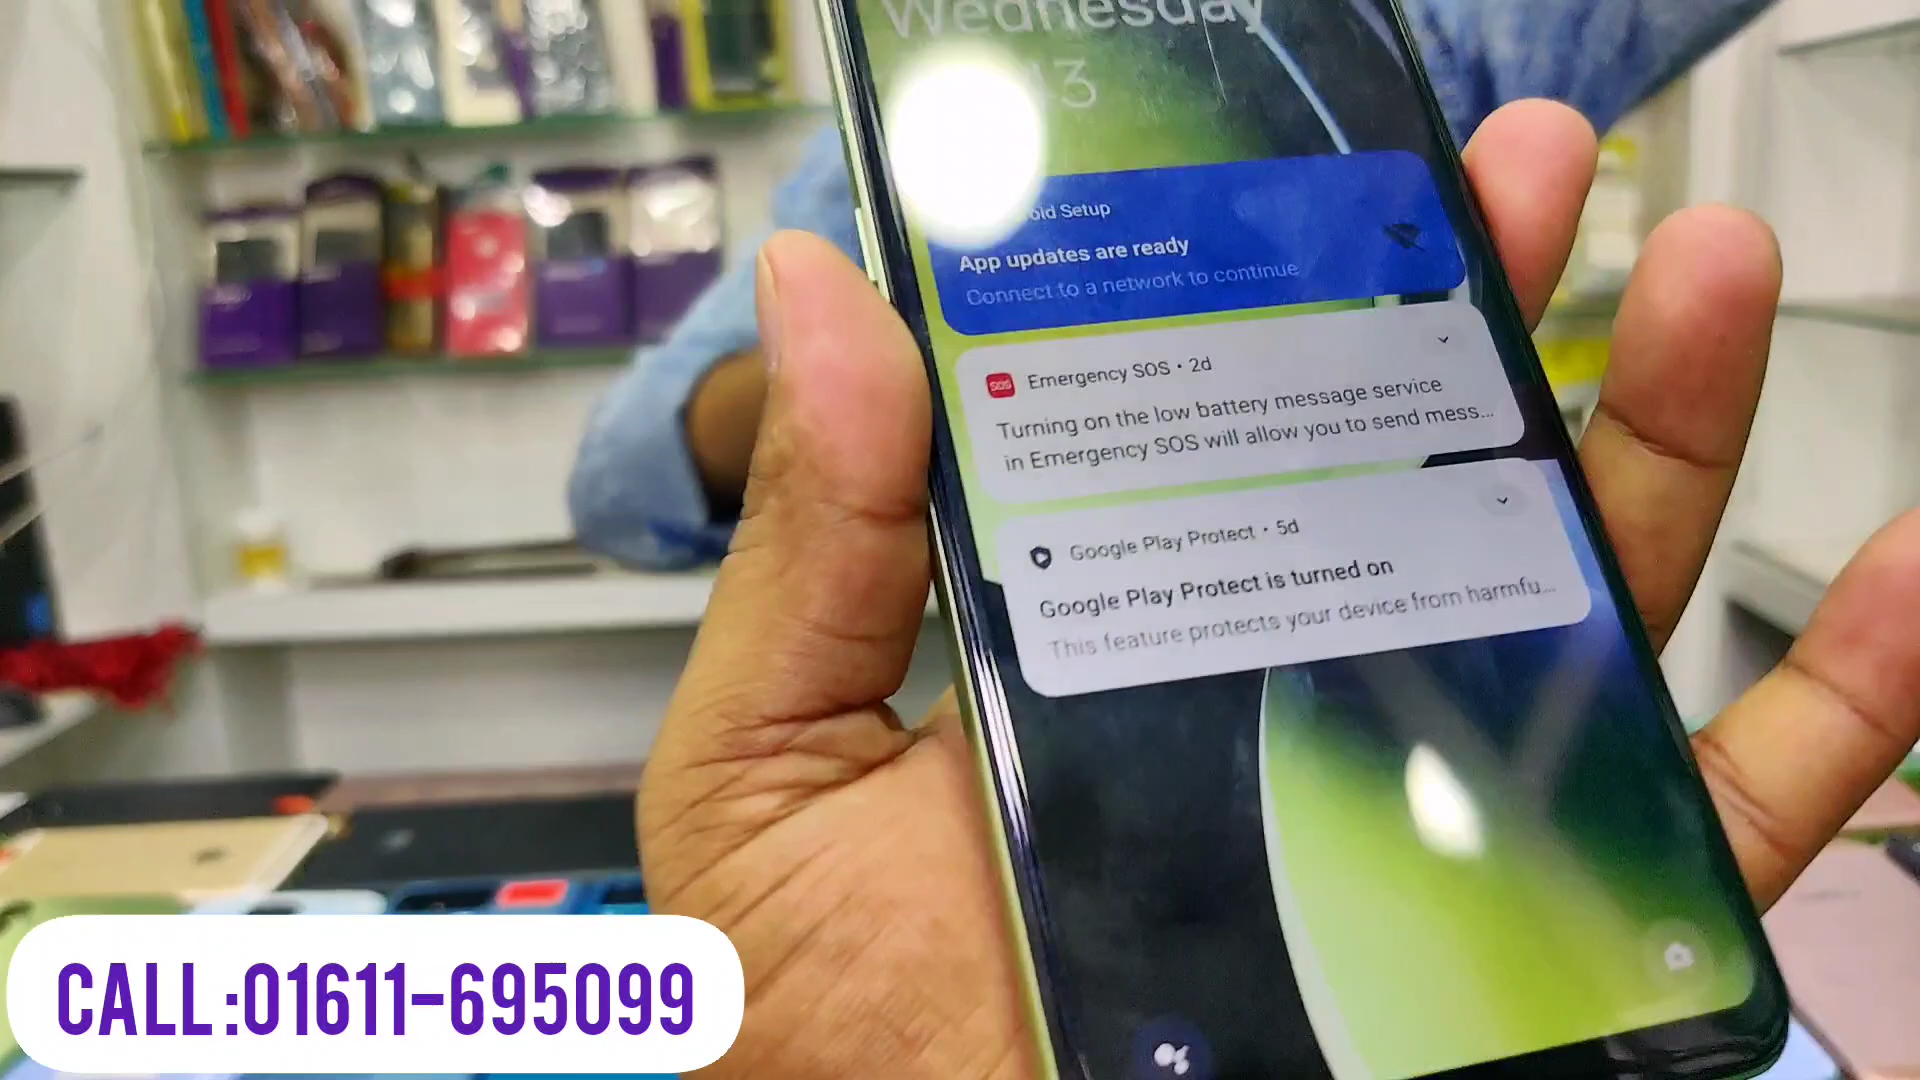 Wednesday
App updates are ready
Connect to a network to continue
Setup
SOS
Emergency SOS • 2d
Turning on the low battery message service
in Emergency SOS will allow you to send mess...
Google Play Protect • 5d
Google Play Protect is turned on
This feature protects your device from harmfu...
CALL:01611-695099